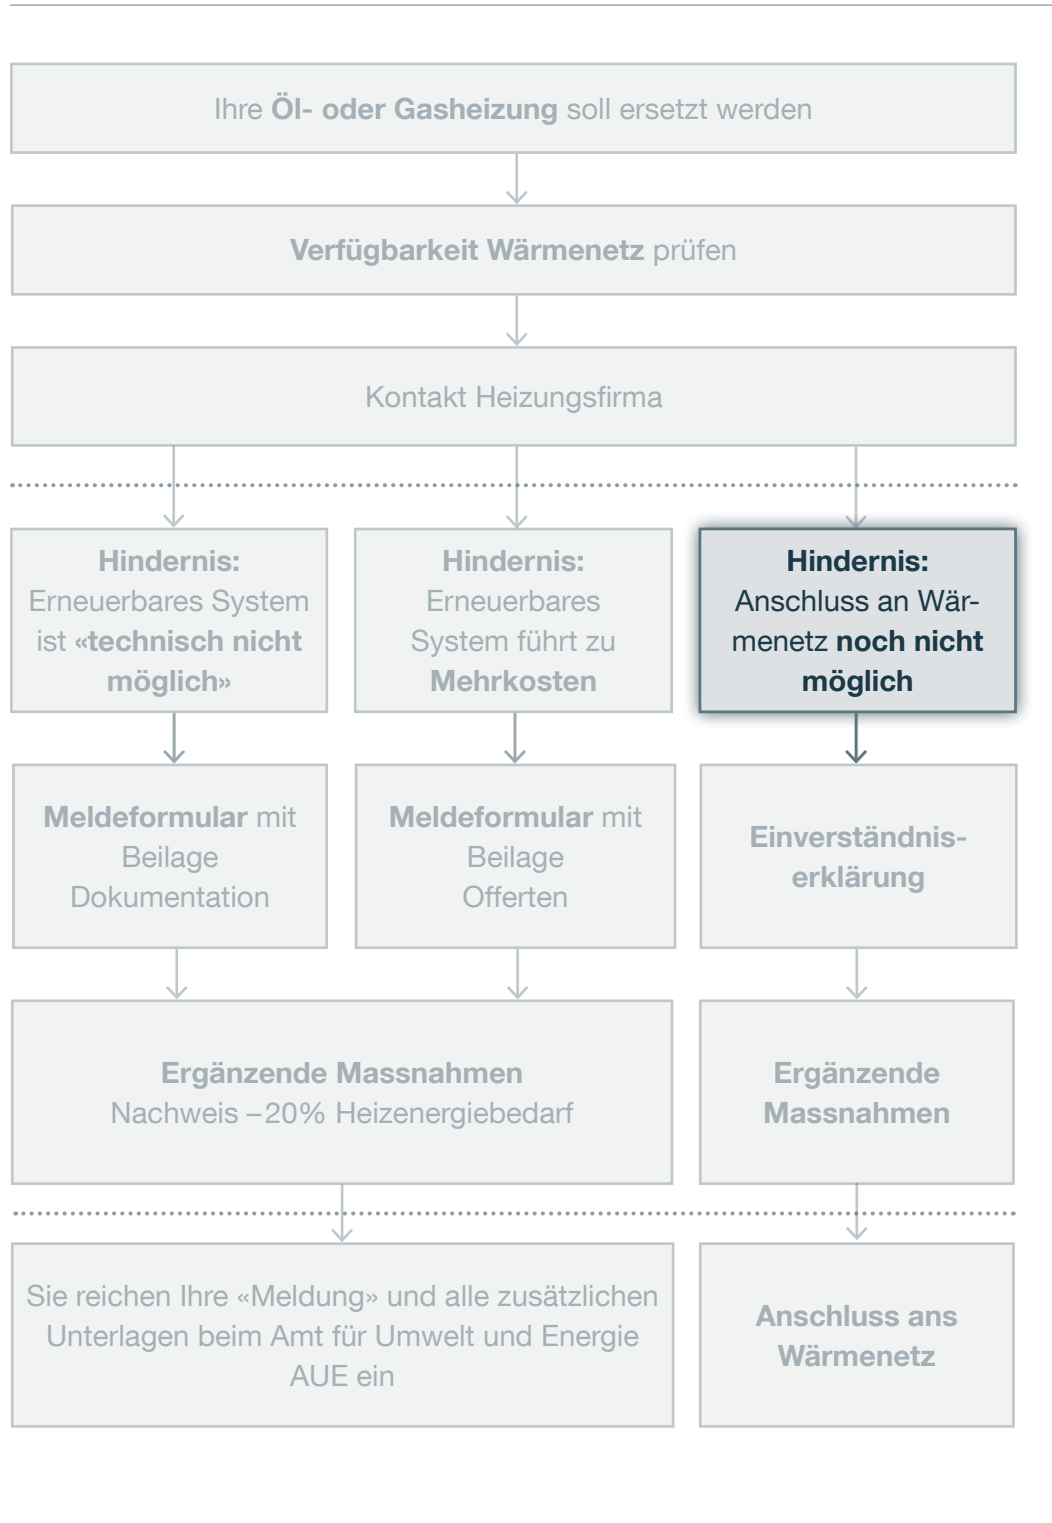 Ihre Öl- oder Gasheizung soll ersetzt werden
Verfügbarkeit Wärmenetz prüfen
Kontakt Heizungsfirma
Hindernis:
Erneuerbares System
ist «technisch nicht
möglich»
Hindernis:
Erneuerbares
System führt zu
Mehrkosten
Hindernis:
Anschluss an Wär-
menetz noch nicht
möglich
Meldeformular mit
Beilage
Dokumentation
Meldeformular mit
Beilage
Offerten
Einverständnis-
erklärung
Ergänzende Massnahmen
Nachweis –20% Heizenergiebedarf
Ergänzende
Massnahmen
Sie reichen Ihre «Meldung» und alle zusätzlichen
Unterlagen beim Amt für Umwelt und Energie
AUE ein
Anschluss ans
Wärmenetz